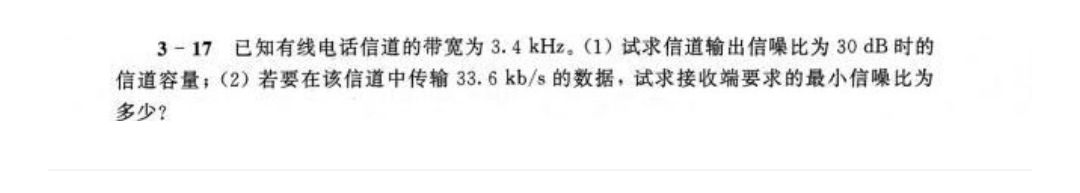 3-17 已知有线电话信道的带宽为 3.4 kHz。(1) 试求信道输出信噪比为 30 dB 时的
信道容量；(2) 若要在该信道中传输 33.6 kb/s 的数据，试求接收端要求的最小信噪比为
多少？